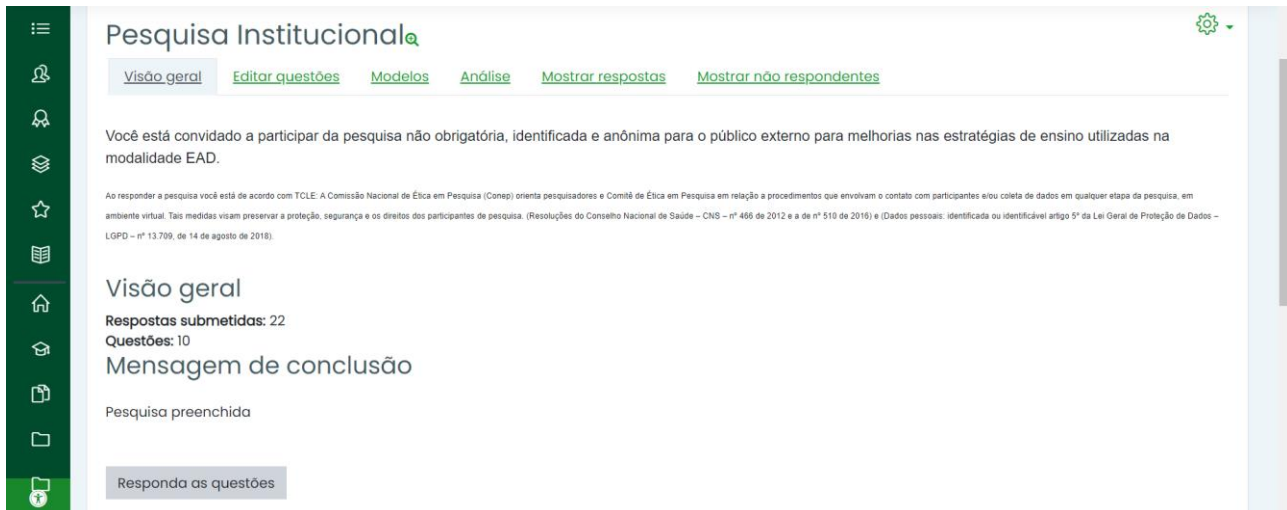 Pesquisa Institucional
Visão geral Editar questões Modelos Análise Mostrar respostas Mostrar não respondentes
Você está convidado a participar da pesquisa não obrigatória, identificada e anônima para o público externo para melhorias nas estratégias de ensino utilizadas na
modalidade EAD.
Ao responder a pesquisa você está de acordo com TCLE: A Comissão Nacional de Ética em Pesquisa (Conep) orienta pesquisadores e Comitê de Ética em Pesquisa em relação a procedimentos que envolvam o contato com participantes e/ou coleta de dados em qualquer etapa da pesquisa, em
ambiente virtual. Tais medidas visam preservar a proteção, segurança e os direitos dos participantes de pesquisa. (Resoluções do Conselho Nacional de Saúde – CNS – nº 466 de 2012 e a de nº 510 de 2016) e (Dados pessoais: identificada ou identificável artigo 5º da Lei Geral de Proteção de Dados –
LGPD – nº 13.709, de 14 de agosto de 2018).
Visão geral
Respostas submetidas: 22
Questões: 10
Mensagem de conclusão
Pesquisa preenchida
Responda as questões